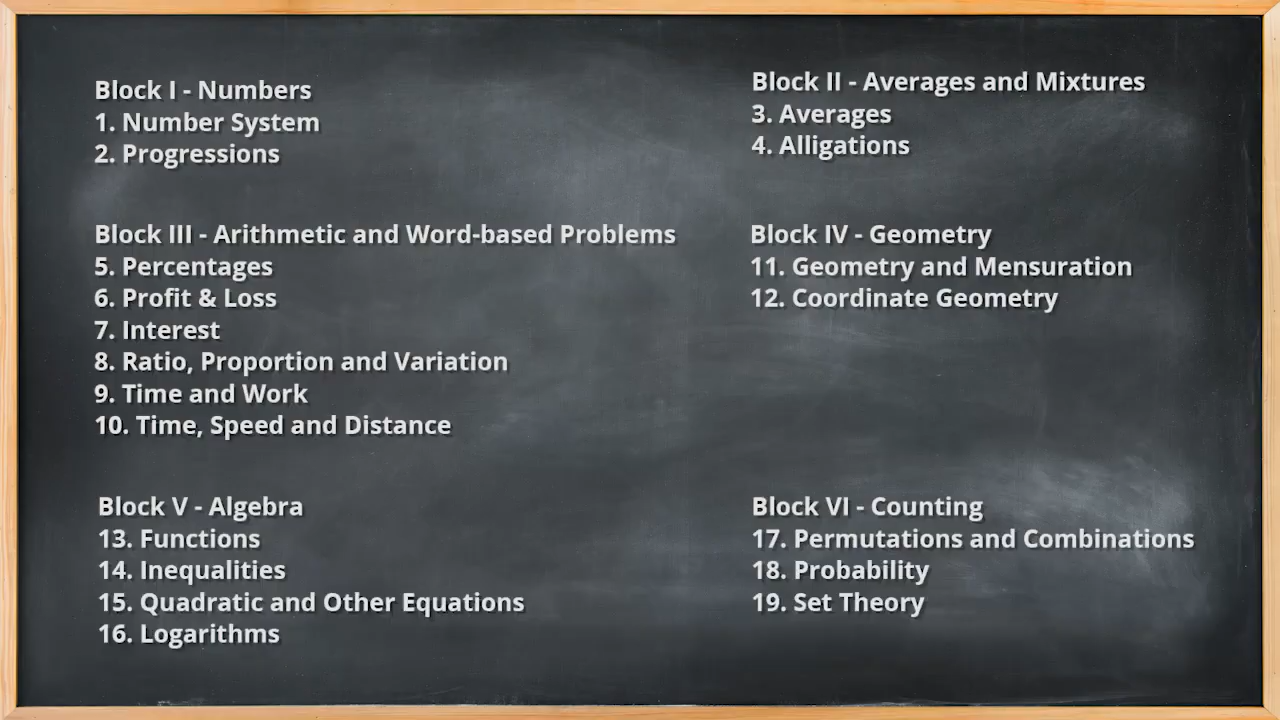 Block I - Numbers
1. Number System
2. Progressions
Block II - Averages and Mixtures
3. Averages
4. Alligations
Block III - Arithmetic and Word-based Problems
5. Percentages
6. Profit & Loss
7. Interest
8. Ratio, Proportion and Variation
9. Time and Work
10. Time, Speed and Distance
Block IV - Geometry
11. Geometry and Mensuration
12. Coordinate Geometry
Block V - Algebra
13. Functions
14. Inequalities
15. Quadratic and Other Equations
16. Logarithms
Block VI - Counting
17. Permutations and Combinations
18. Probability
19. Set Theory